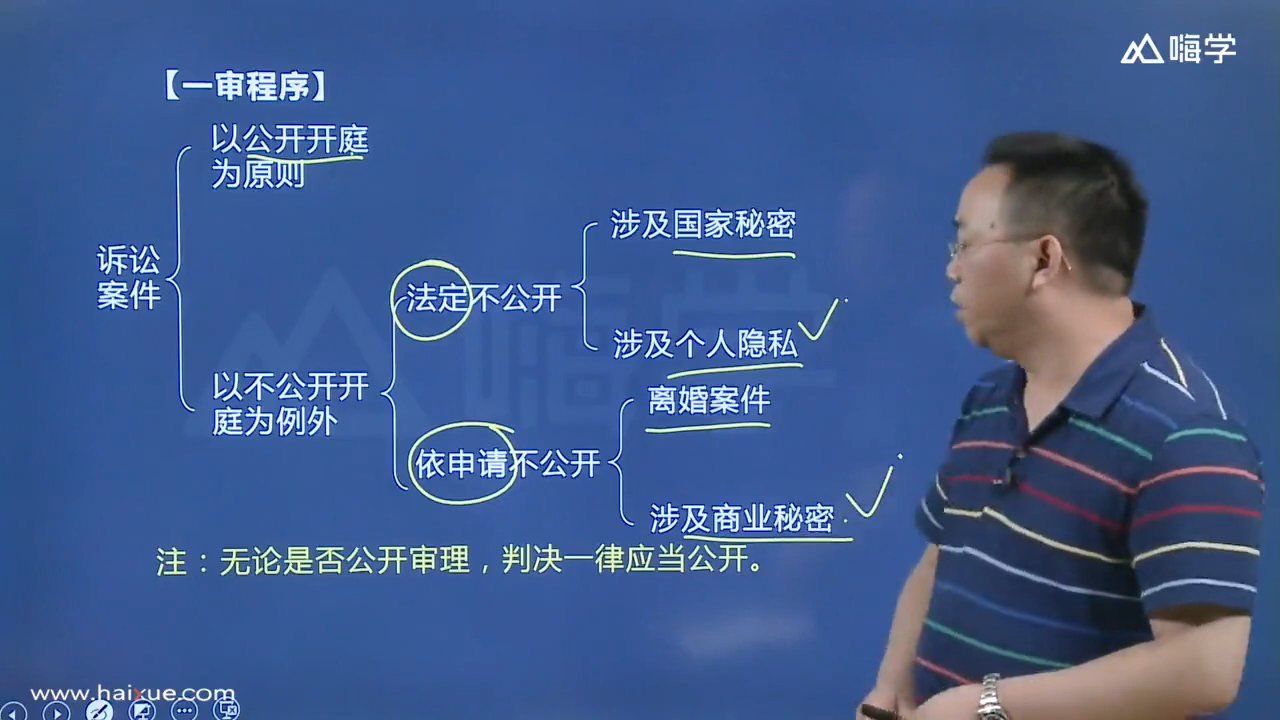 嗨学
【一审程序】
以公开开庭
为原则
诉讼
案件
以不公开开
庭为例外
法定不公开
涉及国家秘密
涉及个人隐私
依申请不公开
离婚案件
涉及商业秘密
注：无论是否公开审理，判决一律应当公开。
嗨学
www.haixue.com